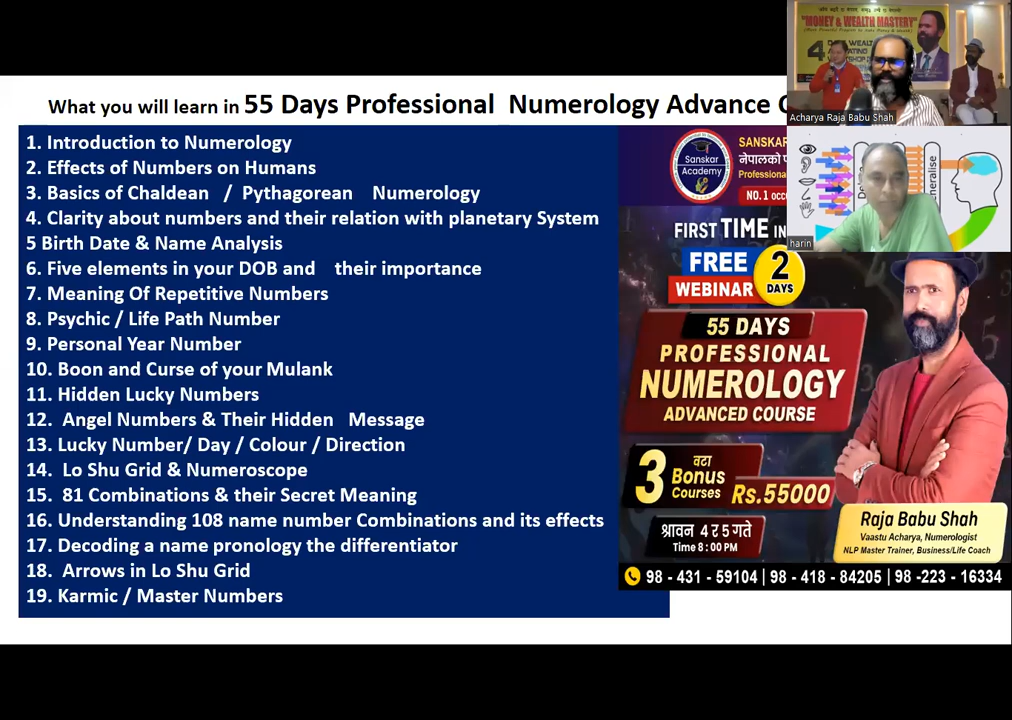 What you will learn in 55 Days Professional Numerology Advance
1. Introduction to Numerology
2. Effects of Numbers on Humans
3. Basics of Chaldean / Pythagorean Numerology
4. Clarity about numbers and their relation with planetary System
5 Birth Date & Name Analysis
6. Five elements in your DOB and their importance
7. Meaning Of Repetitive Numbers
8. Psychic / Life Path Number
9. Personal Year Number
10. Boon and Curse of your Mulank
11. Hidden Lucky Numbers
12. Angel Numbers & Their Hidden Message
13. Lucky Number/ Day / Colour / Direction
14. Lo Shu Grid & Numeroscope
15. 81 Combinations & their Secret Meaning
16. Understanding 108 name number Combinations and its effects
17. Decoding a name pronology the differentiator
18. Arrows in Lo Shu Grid
19. Karmic / Master Numbers
Sanskar
Academy
SANSKAR
नेपालको
Professional
NO.1
FIRST TIME IN
FREE
WEBINAR
2
DAYS
55 DAYS
PROFESSIONAL
NUMEROLOGY
ADVANCED COURSE
3 वटा
Bonus
Courses
Rs.55000
श्रावन ४ र ५ गते
Time 8:00 PM
Raja Babu Shah
Vaastu Acharya, Numerologist
NLP Master Trainer, Business/Life Coach
98 - 431 - 59104 | 98 - 418 - 84205 | 98 -223 - 16334
"MONEY & WEALTH MASTERY"
4
Acharya Raja Babu Shah
harin